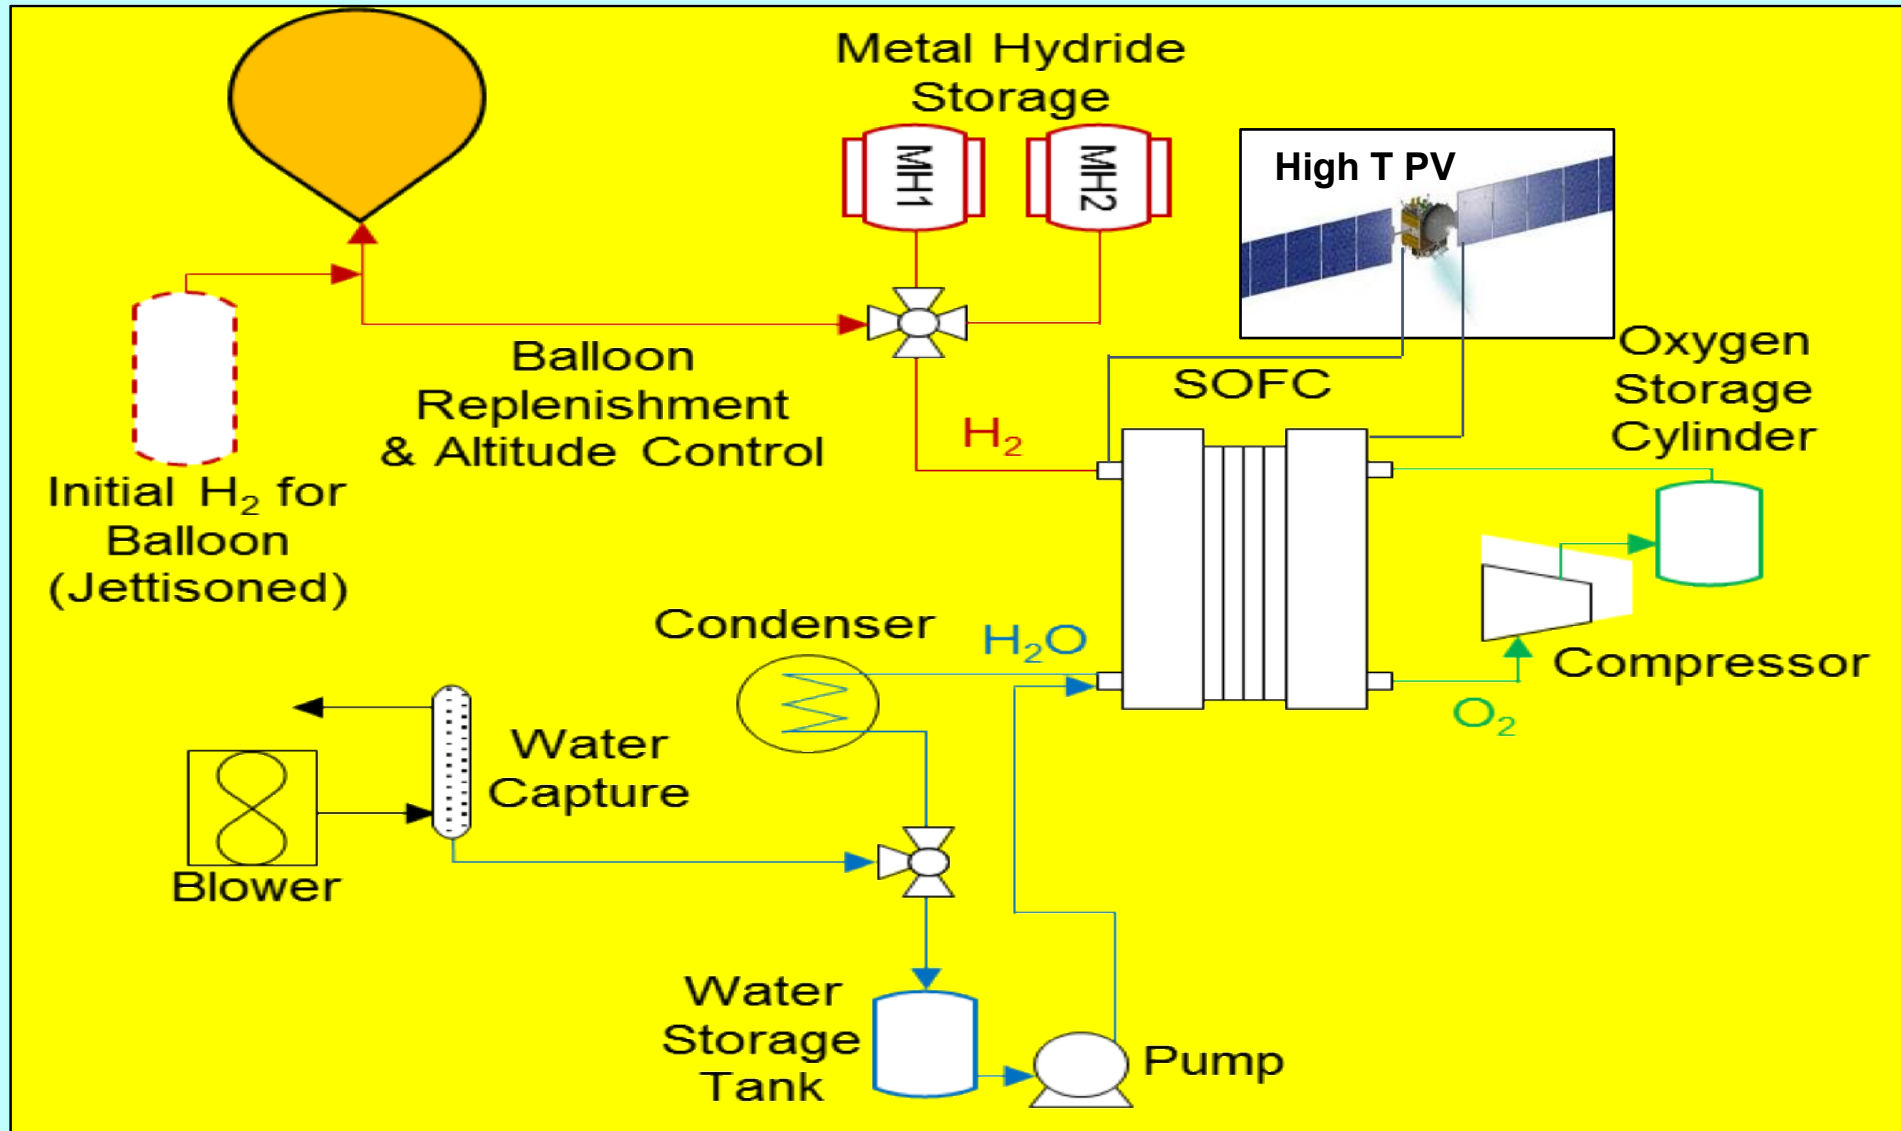 Metal Hydride
Storage
MH1
MH2
High T PV
Balloon
Replenishment
& Altitude Control
SOFC
Oxygen
Storage
Cylinder
H₂
Initial H₂ for
Balloon
(Jettisoned)
Condenser
H₂O
Compressor
O₂
Water
Capture
Blower
Water
Storage
Tank
Pump